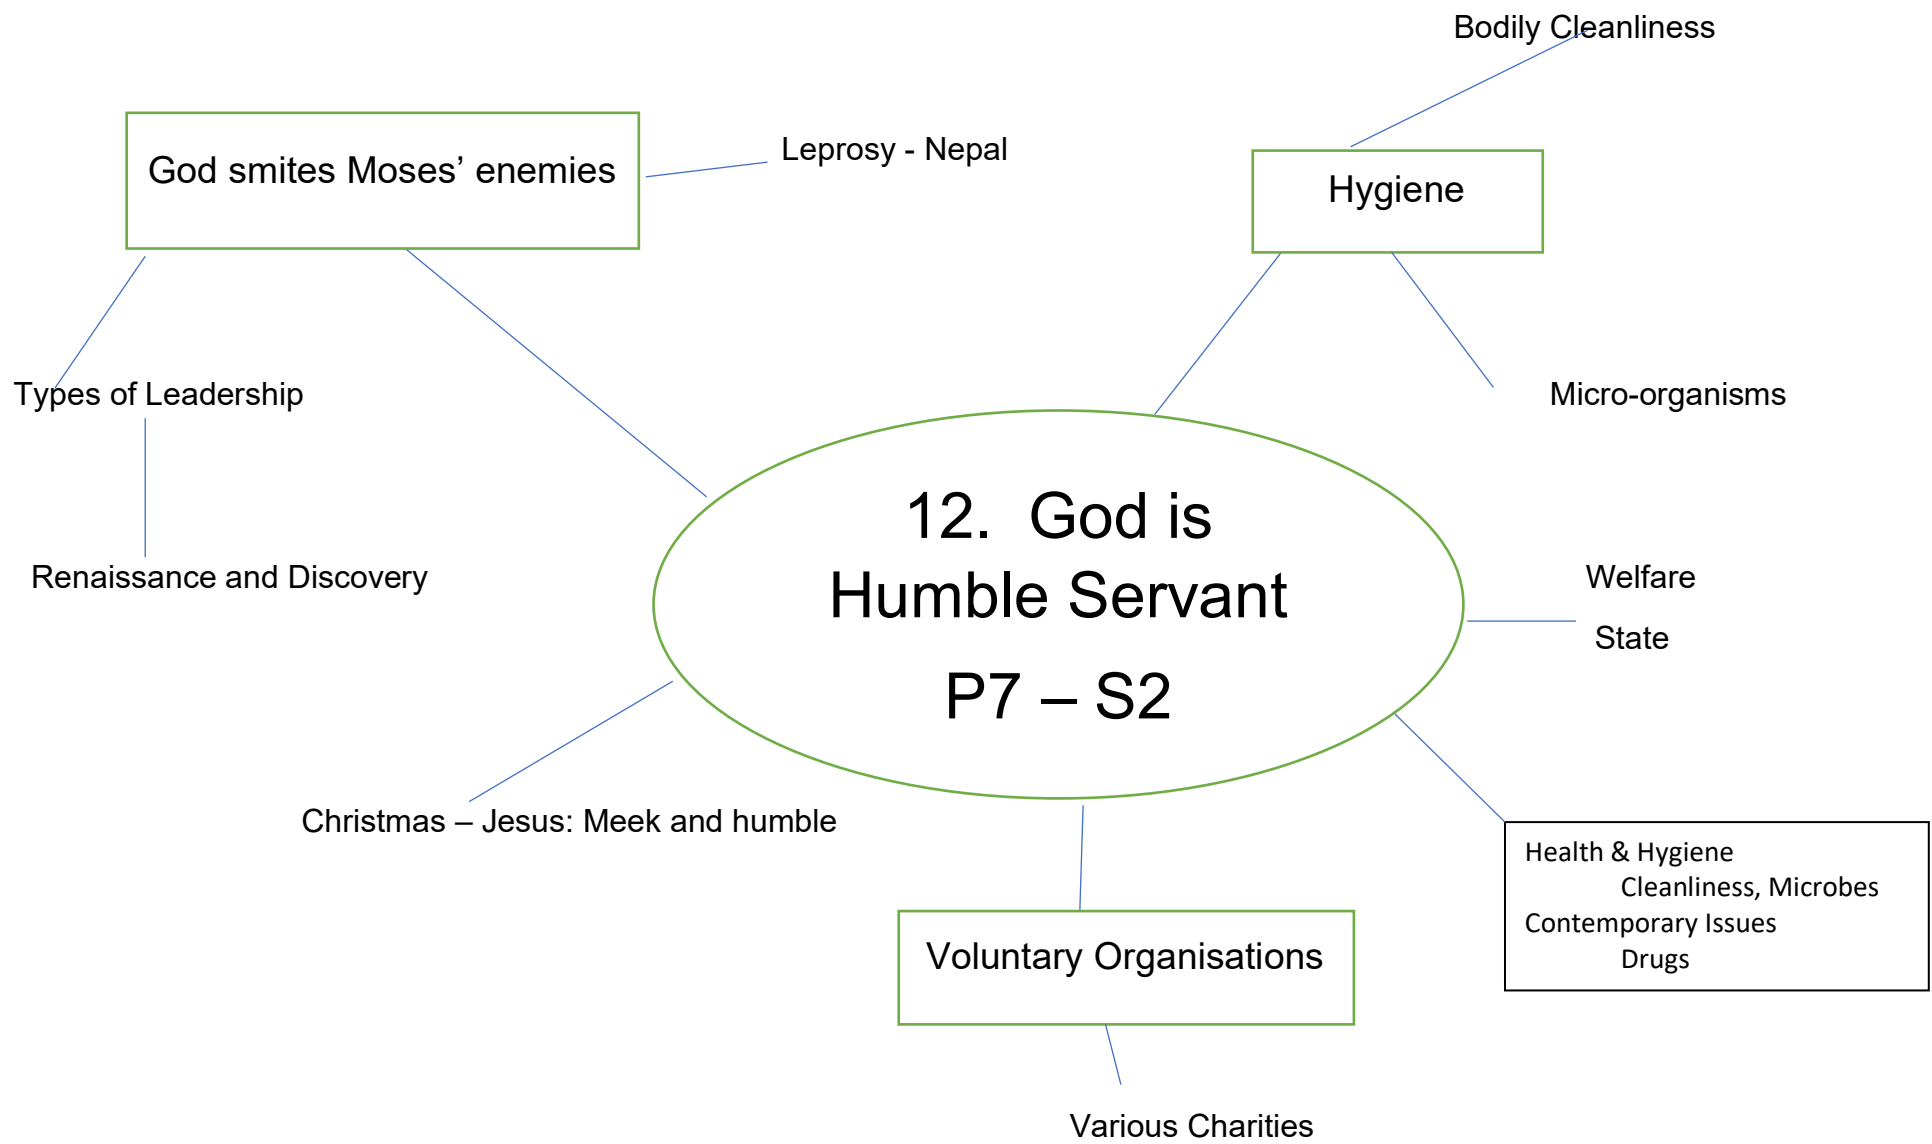 Bodily Cleanliness
God smites Moses’ enemies
Leprosy - Nepal
Hygiene
Types of Leadership
Micro-organisms
12.  God is
Humble Servant
P7 – S2
Renaissance and Discovery
Welfare
State
Christmas – Jesus: Meek and humble
Health & Hygiene
Cleanliness, Microbes
Contemporary Issues
Drugs
Voluntary Organisations
Various Charities